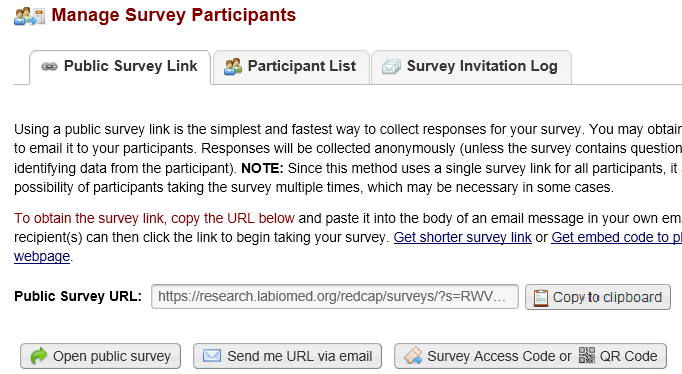 Manage Survey Participants
Public Survey Link Participant List Survey Invitation Log
Using a public survey link is the simplest and fastest way to collect responses for your survey. You may obtain
to email it to your participants. Responses will be collected anonymously (unless the survey contains question
identifying data from the participant). NOTE: Since this method uses a single survey link for all participants, it
possibility of participants taking the survey multiple times, which may be necessary in some cases.
To obtain the survey link, copy the URL below and paste it into the body of an email message in your own em
recipient(s) can then click the link to begin taking your survey. Get shorter survey link or Get embed code to pl
webpage.
Public Survey URL: https://research.labiomed.org/redcap/surveys/?s=RWV... Copy to clipboard
Open public survey Send me URL via email Survey Access Code or QR Code